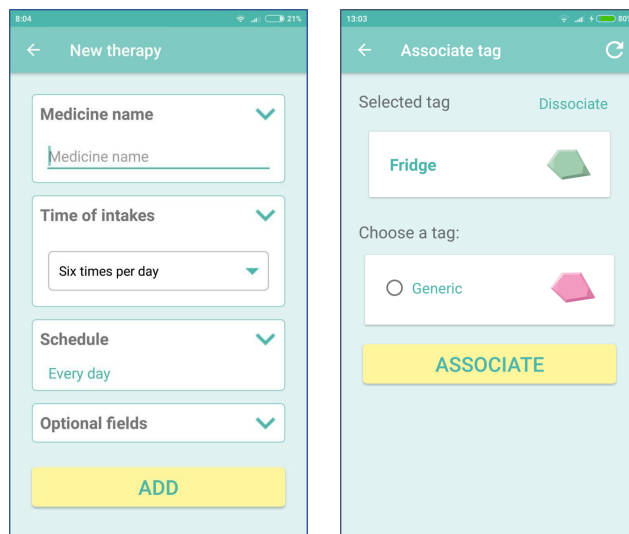 8:04
21%
New therapy
Medicine name
Medicine name
Time of intakes
Six times per day
Schedule
Every day
Optional fields
ADD
13:03
80%
Associate tag
Selected tag
Dissociate
Fridge
Choose a tag:
Generic
ASSOCIATE